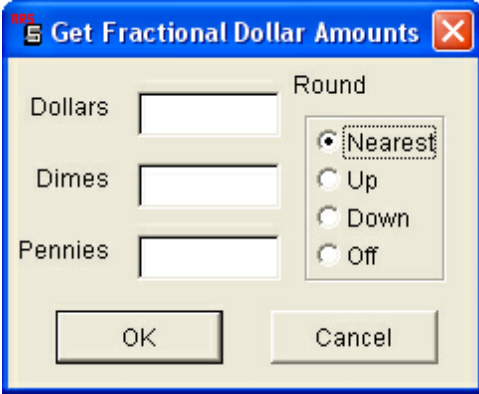 Get Fractional Dollar Amounts
Round
Dollars
Nearest
Dimes
Up
Down
Pennies
Off
OK
Cancel